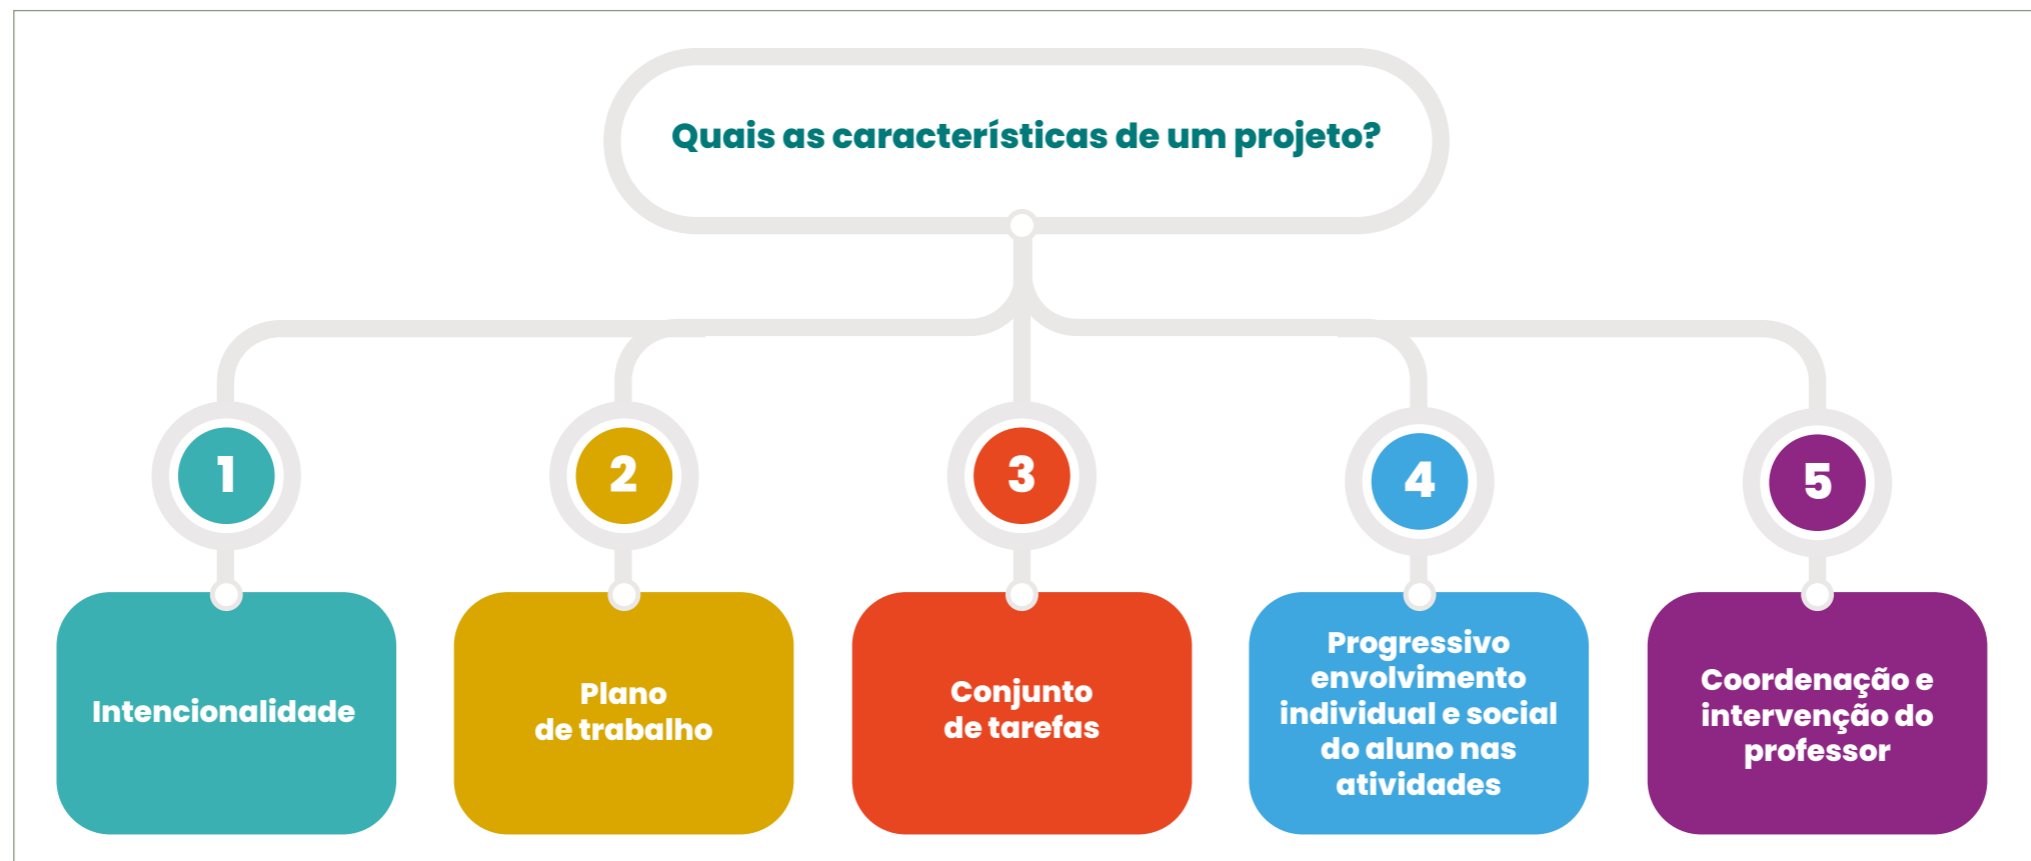 Quais as características de um projeto?
1
2
3
4
5
Intencionalidade
Plano
de trabalho
Conjunto
de tarefas
Progressivo
envolvimento
individual e social
do aluno nas
atividades
Coordenação e
intervenção do
professor